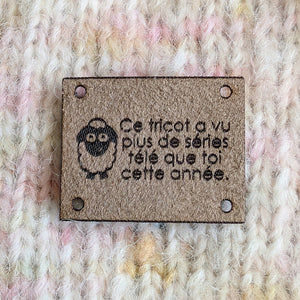 Ce tricot a vu
plus de séries
télé que toi
cette année.